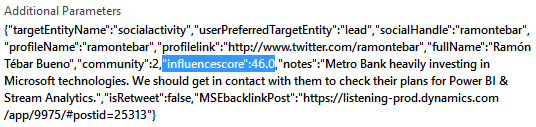 Additional Parameters
{"targetEntityName":"socialactivity","userPreferredTargetEntity":"lead","socialHandle":"ramontebar"
,"profileName":"ramontebar","profilelink":"http://www.twitter.com/ramontebar","fullName":"Ramón
Tébar Bueno","community":2,"influencescore":46.0,"notes":"Metro Bank heavily investing in
Microsoft technologies. We should get in contact with them to check their plans for Power BI &
Stream Analytics.","isRetweet":false,"MSEbacklinkPost":"https://listening-prod.dynamics.com
/app/9975/#postid=25313"}